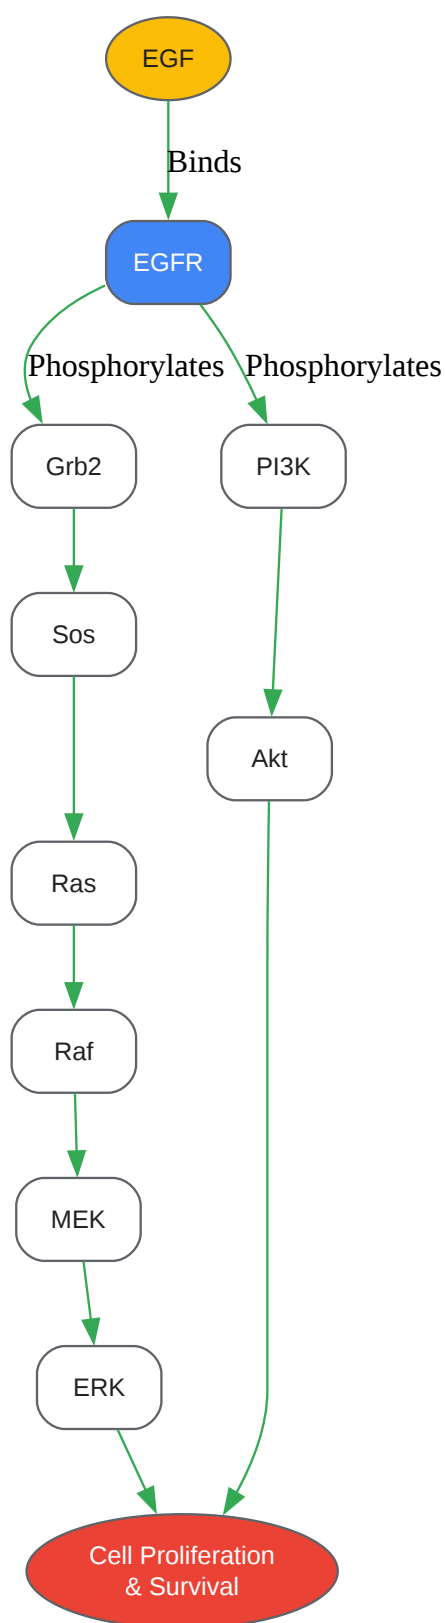 EGF
Binds
EGFR
Phosphorylates Phosphorylates
Grb2 PI3K
Sos
Akt
Ras
Raf
MEK
ERK
Cell Proliferation
& Survival